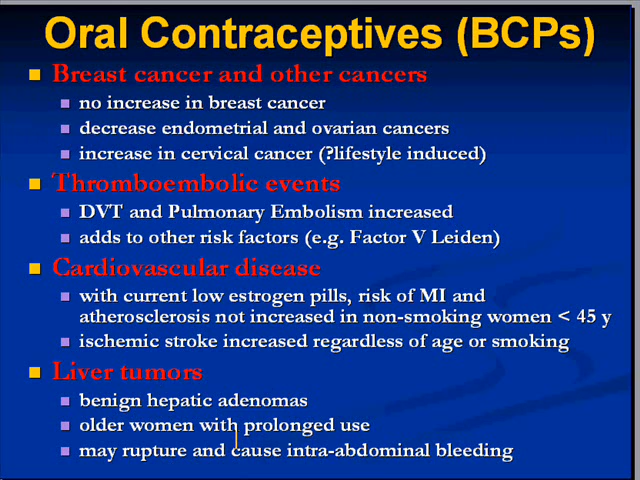 Oral Contraceptives (BCPs)
Breast cancer and other cancers
no increase in breast cancer
decrease endometrial and ovarian cancers
increase in cervical cancer (?lifestyle induced)
Thromboembolic events
DVT and Pulmonary Embolism increased
adds to other risk factors (e.g. Factor V Leiden)
Cardiovascular disease
with current low estrogen pills, risk of MI and
atherosclerosis not increased in non-smoking women < 45 y
ischemic stroke increased regardless of age or smoking
Liver tumors
benign hepatic adenomas
older women with prolonged use
may rupture and cause intra-abdominal bleeding